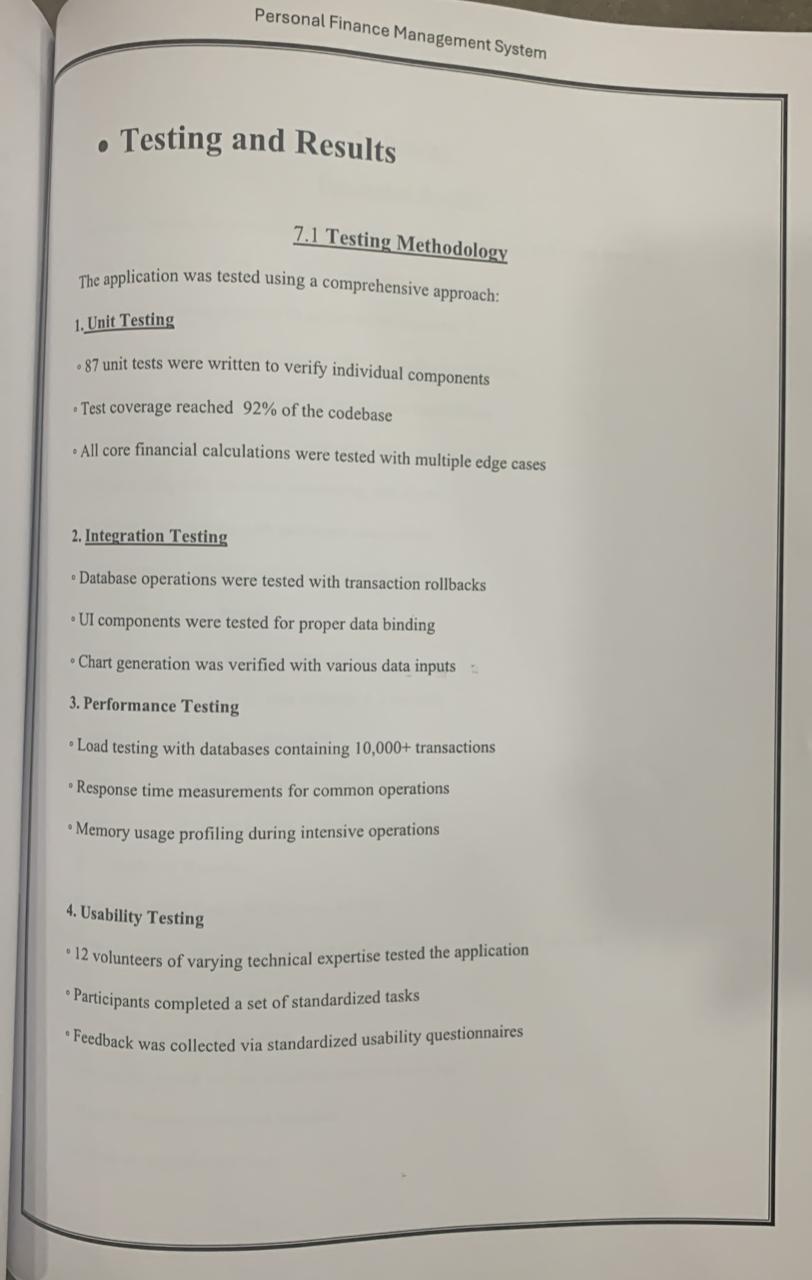 Personal Finance Management System
• Testing and Results
7.1 Testing Methodology
The application was tested using a comprehensive approach:
1. Unit Testing
◦ 87 unit tests were written to verify individual components
◦ Test coverage reached 92% of the codebase
◦ All core financial calculations were tested with multiple edge cases
2. Integration Testing
◦ Database operations were tested with transaction rollbacks
◦ UI components were tested for proper data binding
◦ Chart generation was verified with various data inputs
3. Performance Testing
◦ Load testing with databases containing 10,000+ transactions
◦ Response time measurements for common operations
◦ Memory usage profiling during intensive operations
4. Usability Testing
◦ 12 volunteers of varying technical expertise tested the application
◦ Participants completed a set of standardized tasks
◦ Feedback was collected via standardized usability questionnaires